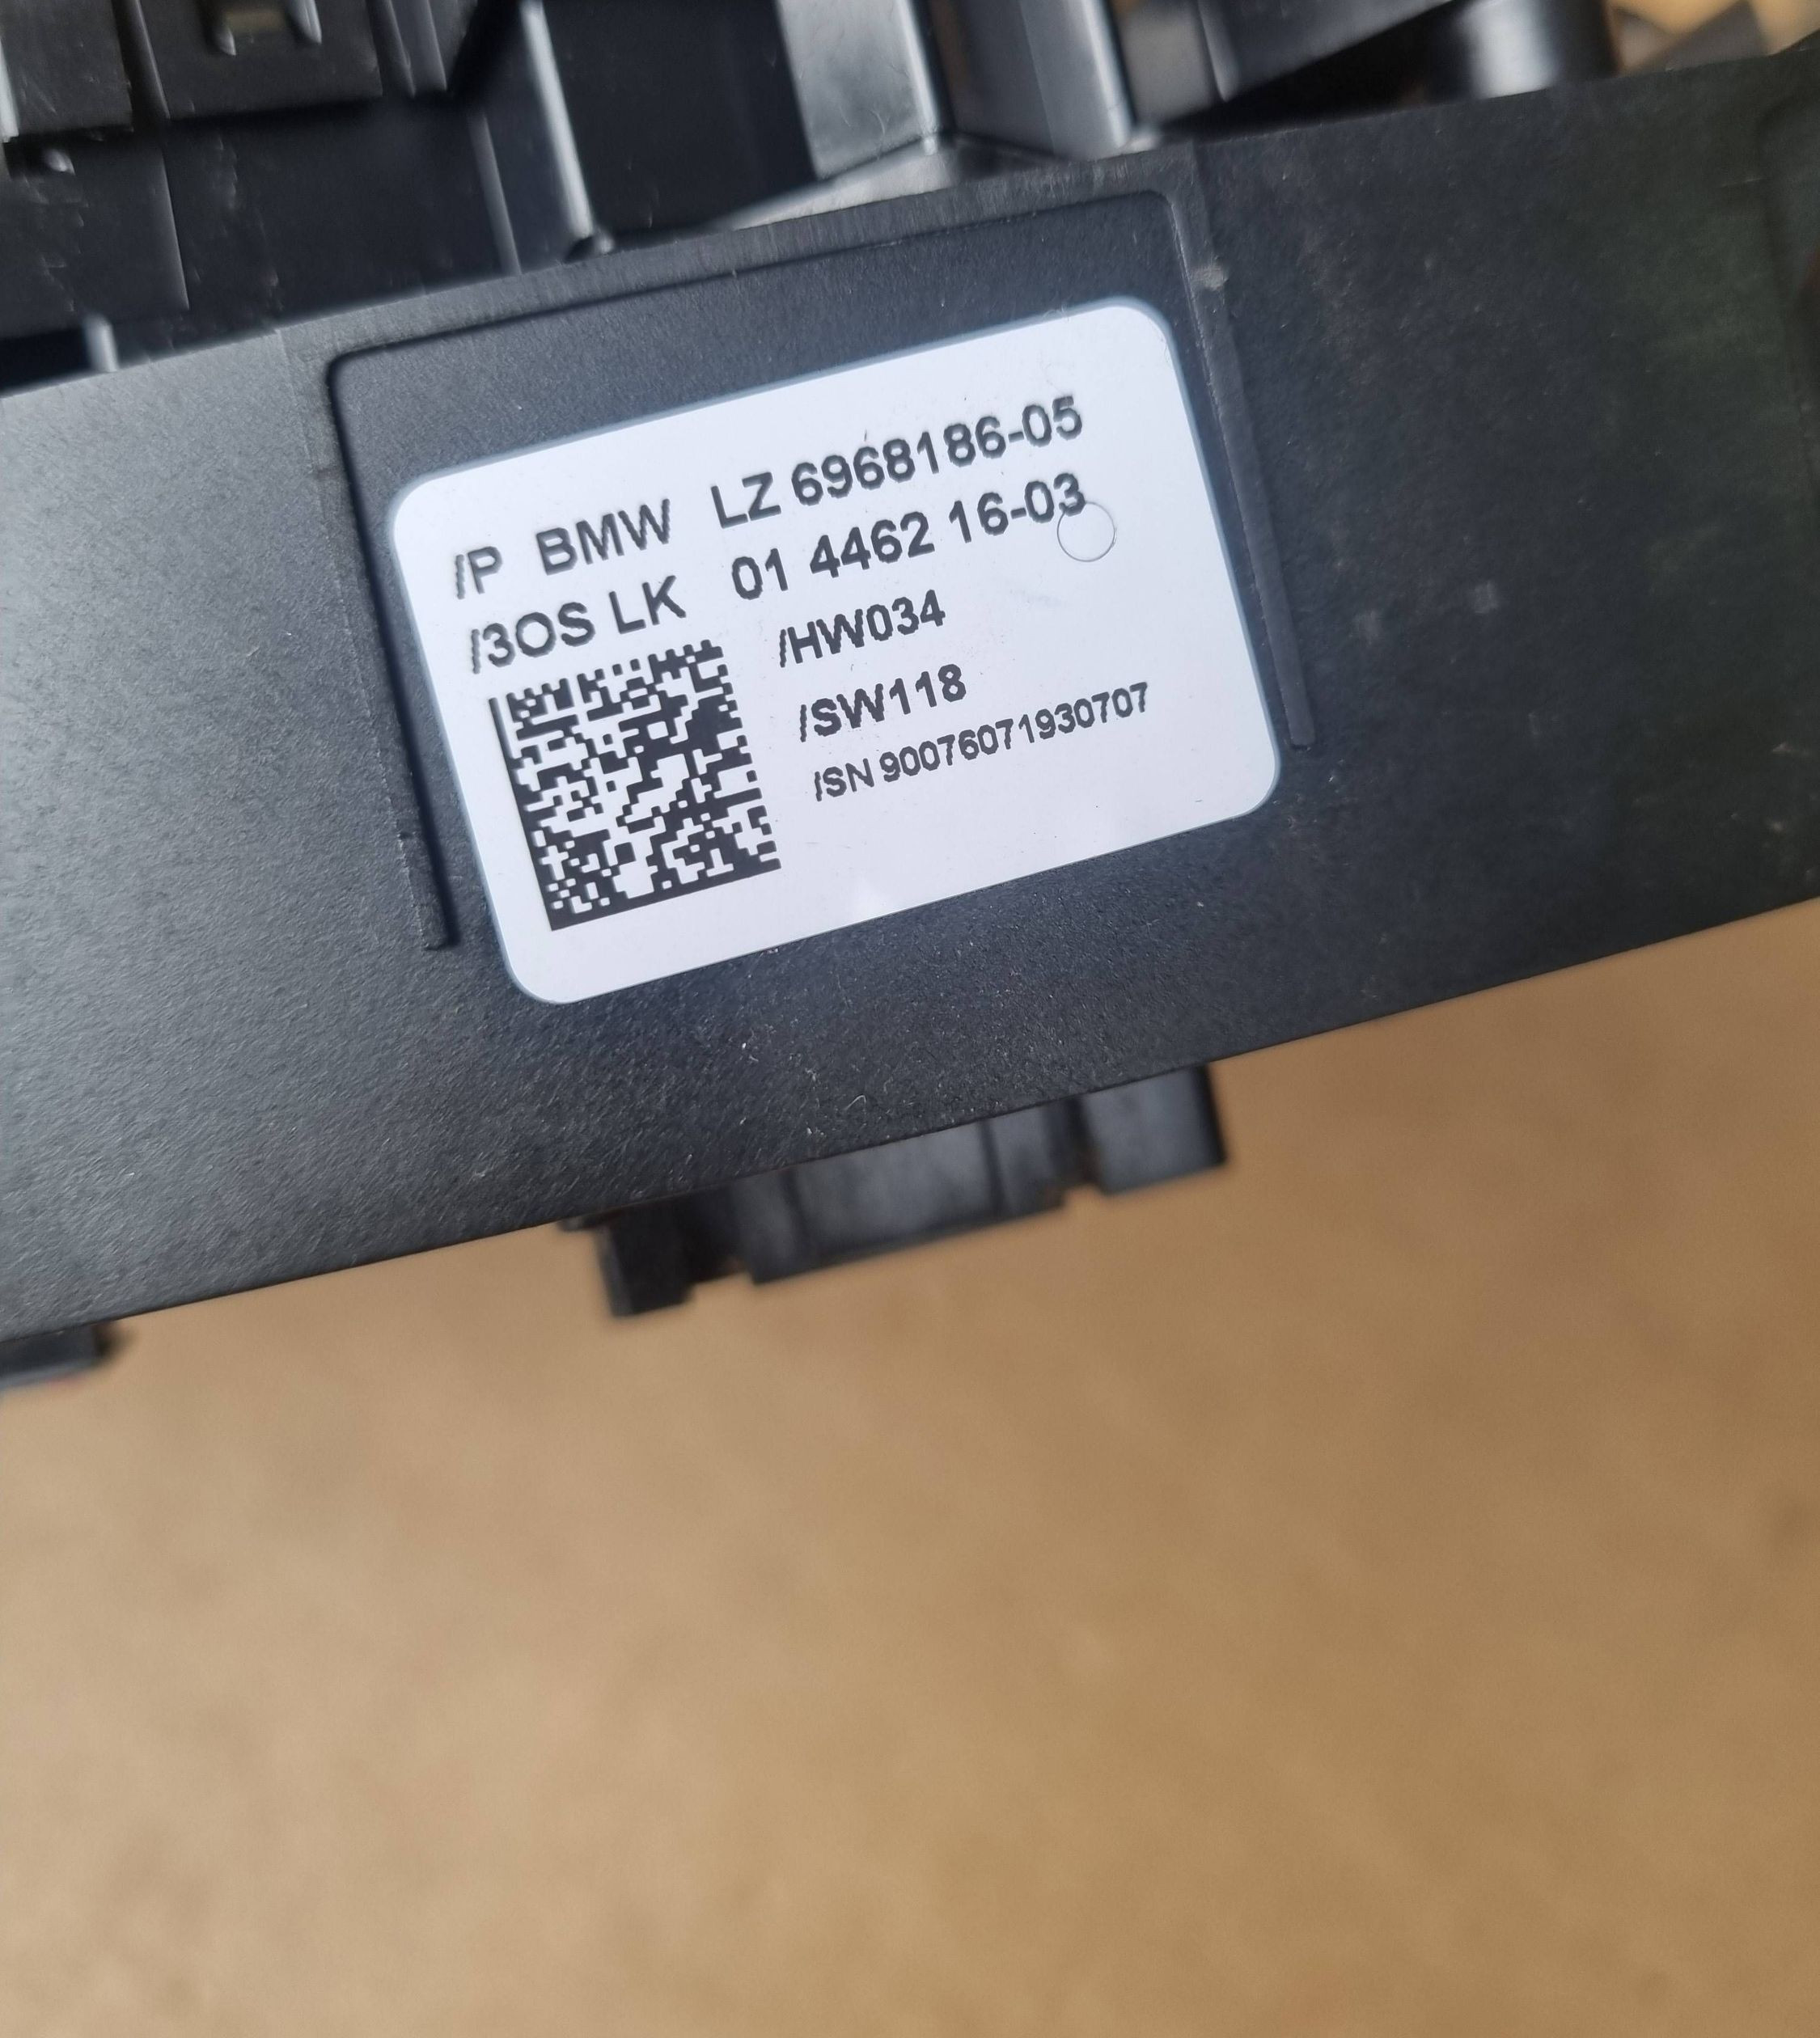 /P BMW LZ 6968186-05
/3OS LK 01 4462 16-03
/HW034
/SW118
/SN 90076071930707